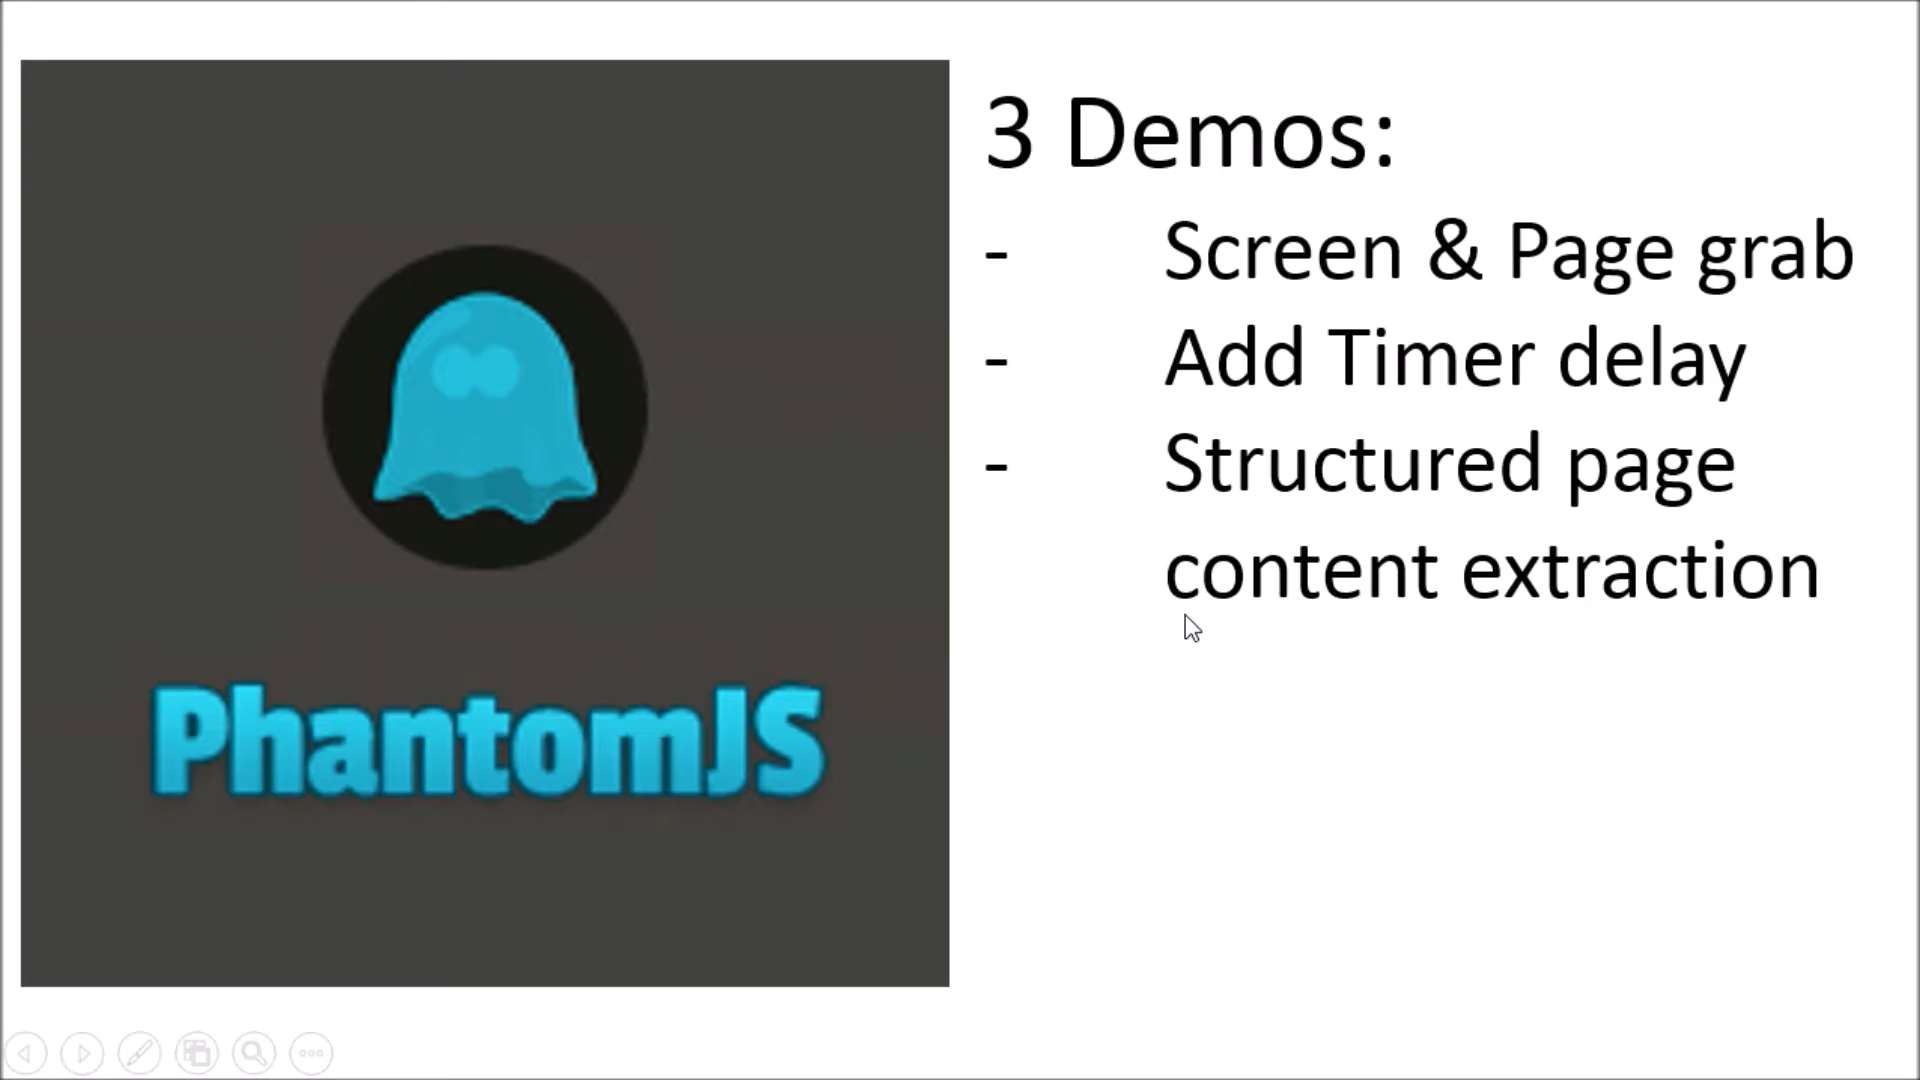 PhantomJS
3 Demos:
- Screen & Page grab
- Add Timer delay
- Structured page
content extraction